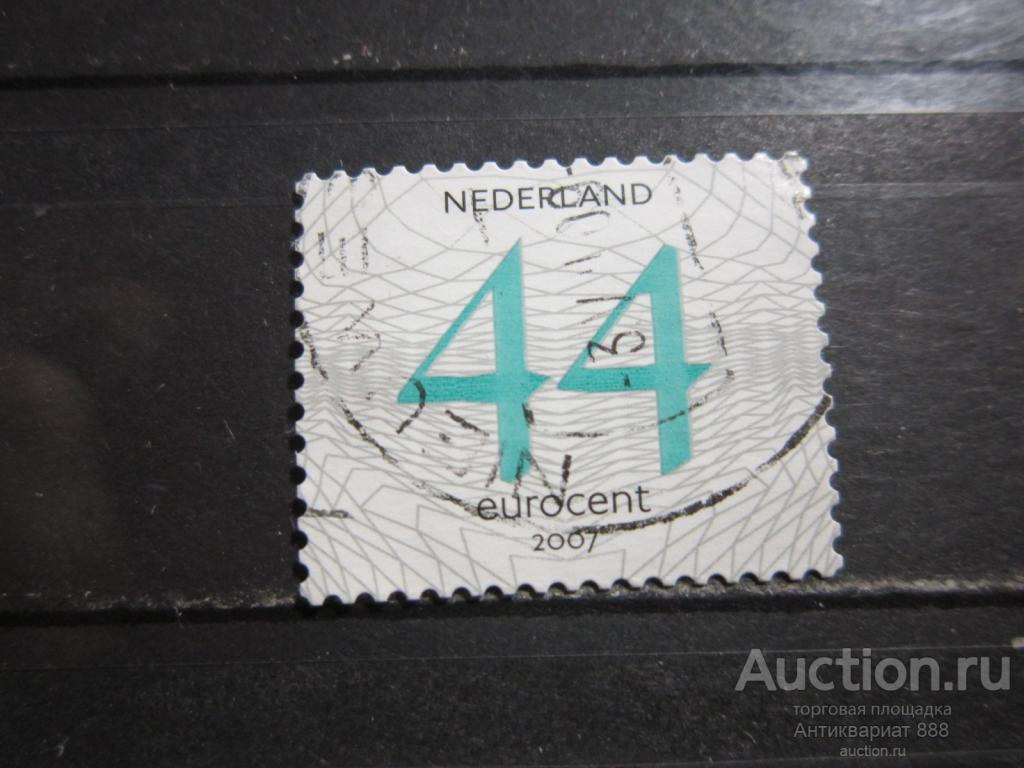 NEDERLAND
44
eurocent
2007
Auction.ru
торговая площадка
Антиквариат 888
auction.ru